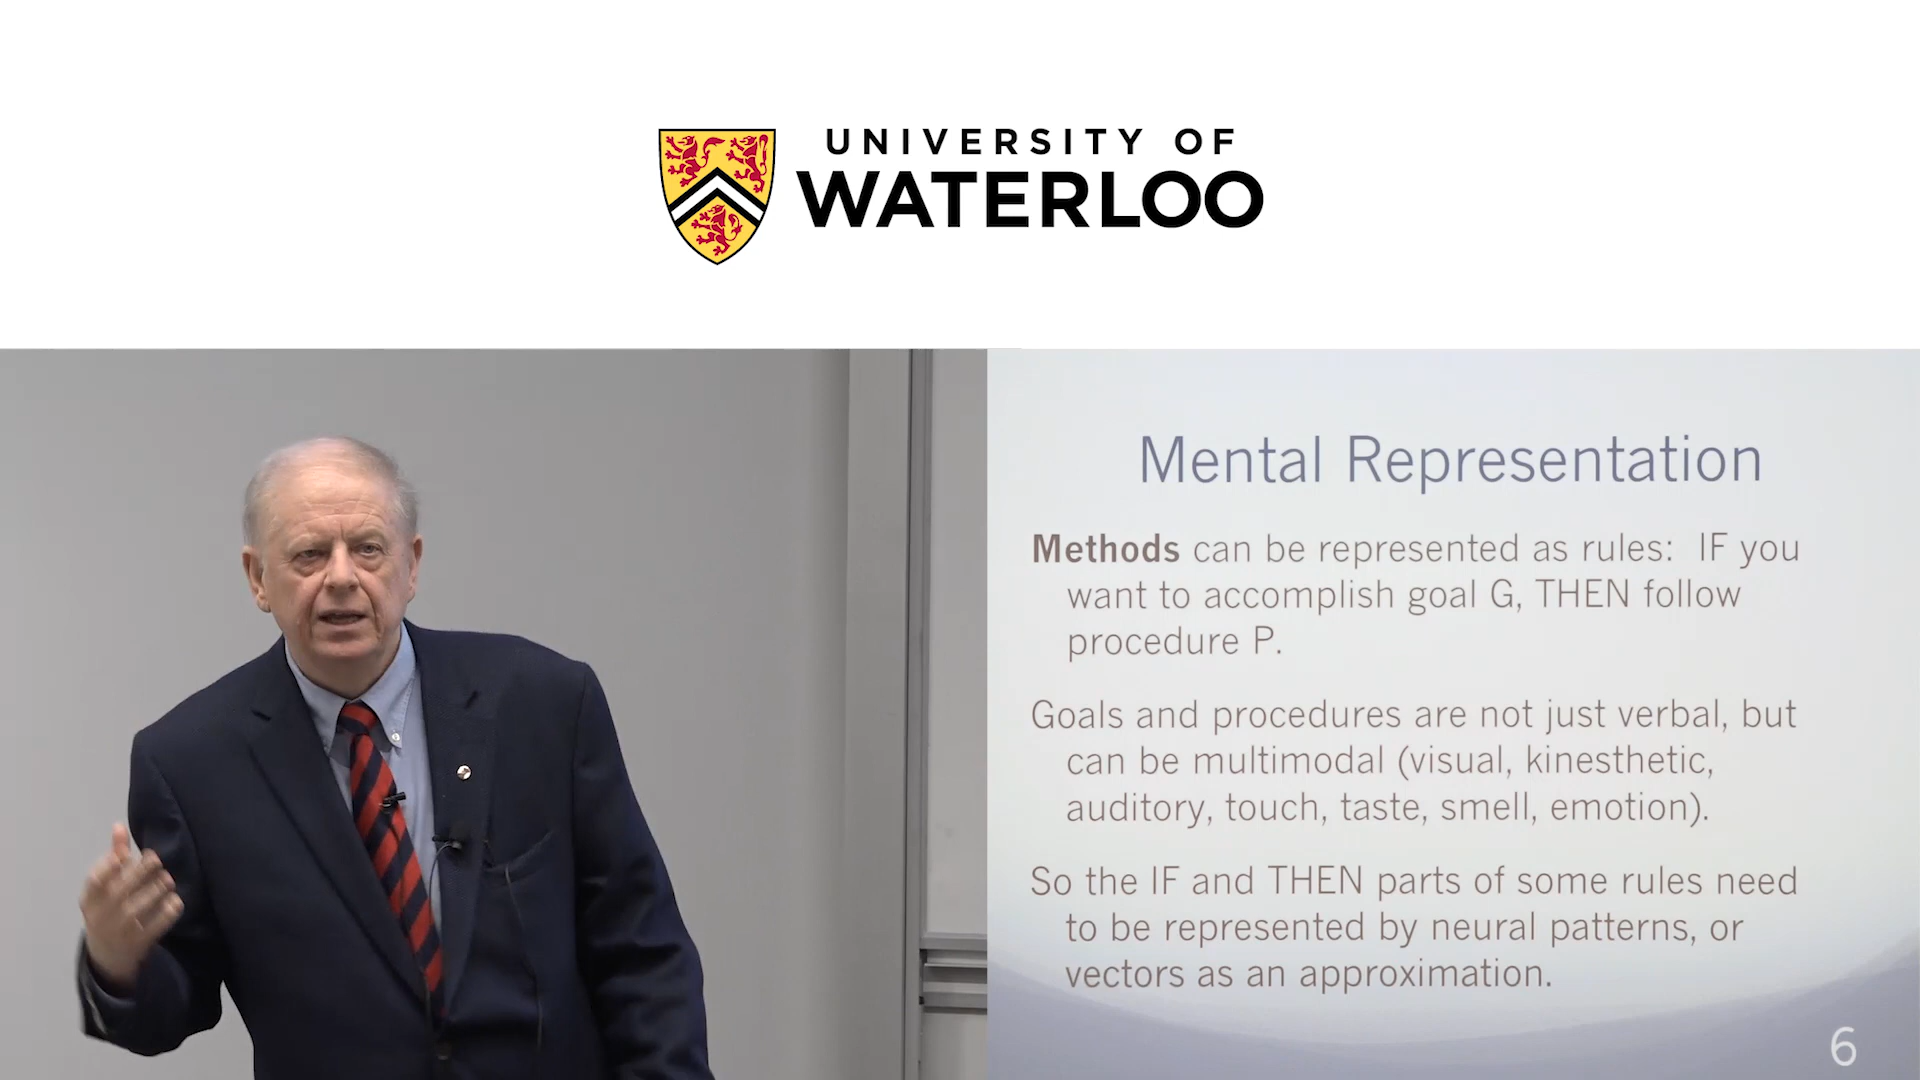 UNIVERSITY OF
WATERLOO
Mental Representation
Methods can be represented as rules: IF you
want to accomplish goal G, THEN follow
procedure P.
Goals and procedures are not just verbal, but
can be multimodal (visual, kinesthetic,
auditory, touch, taste, smell, emotion).
So the IF and THEN parts of some rules need
to be represented by neural patterns, or
vectors as an approximation.
6